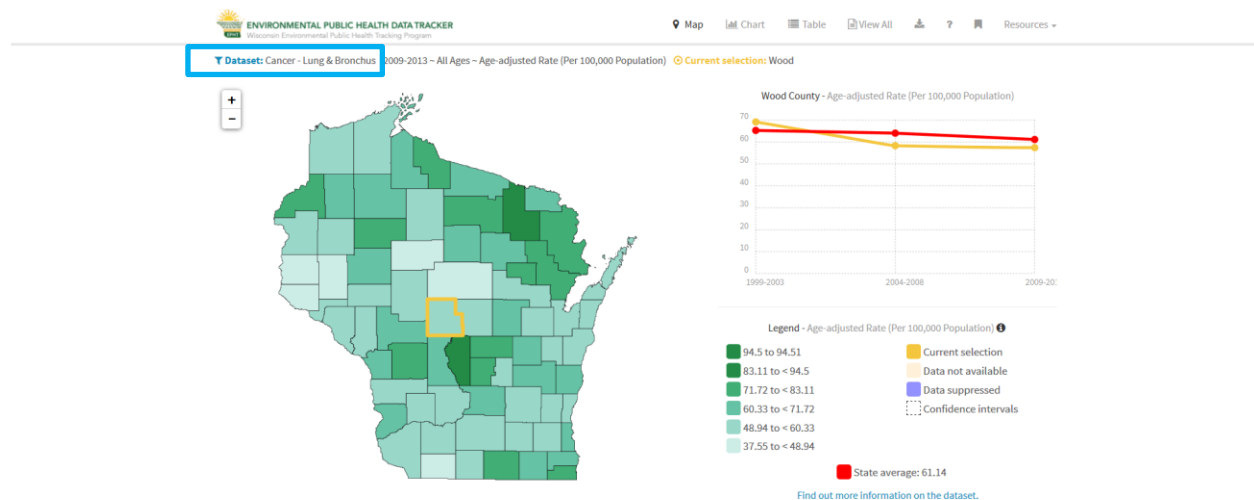 ENVIRONMENTAL PUBLIC HEALTH DATA TRACKER
Wisconsin Environmental Public Health Tracking Program
Map
Chart
Table
View All
?
Resources
Dataset: Cancer - Lung & Bronchus 2009-2013 ~ All Ages ~ Age-adjusted Rate (Per 100,000 Population) Current selection: Wood
+
−
Wood County - Age-adjusted Rate (Per 100,000 Population)
70
60
50
40
30
20
10
0
1999-2003
2004-2008
2009-20
Legend - Age-adjusted Rate (Per 100,000 Population)
94.5 to 94.51
83.11 to < 94.5
71.72 to < 83.11
60.33 to < 71.72
48.94 to < 60.33
37.55 to < 48.94
Current selection
Data not available
Data suppressed
Confidence intervals
State average: 61.14
Find out more information on the dataset.